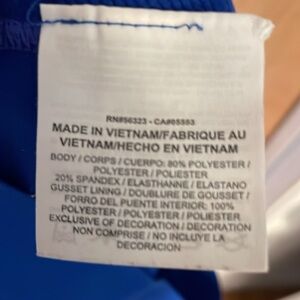 RN#56323 - CA#05553
MADE IN VIETNAM/FABRIQUE AU
VIETNAM/HECHO EN VIETNAM
BODY / CORPS / CUERPO: 80% POLYESTER /
POLYESTER / POLIESTER
20% SPANDEX / ELASTHANNE / ELASTANO
GUSSET LINING / DOUBLURE DE GOUSSET /
FORRO DEL PUENTE INTERIOR: 100%
POLYESTER / POLYESTER / POLIESTER
EXCLUSIVE OF DECORATION / DECORATION
NON COMPRISE / NO INCLUYE LA
DECORACION